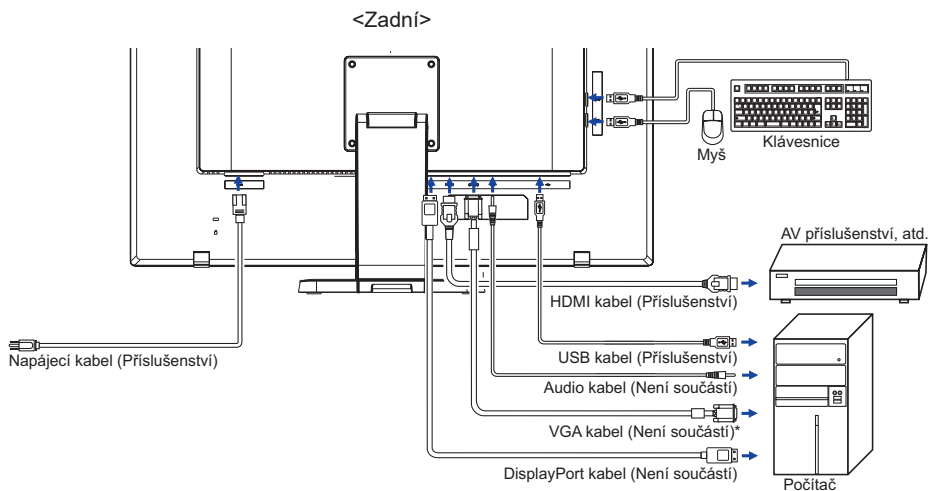 <Zadní>
Klávesnice
Myš
AV příslušenství, atd.
HDMI kabel (Příslušenství)
Napájecí kabel (Příslušenství)
USB kabel (Příslušenství)
Audio kabel (Není součástí)
VGA kabel (Není součástí)*
DisplayPort kabel (Není součástí)
Počítač